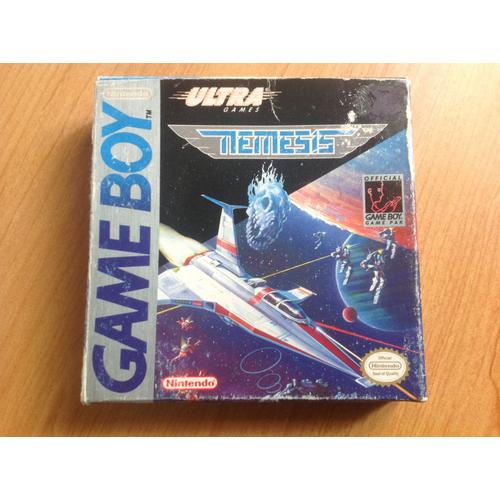 Nintendo
GAME BOY
TM
ULTRA
GAMES
NEMESIS
OFFICIAL
GAME BOY
GAME PAK
Nintendo
Official
Nintendo
Seal of Quality